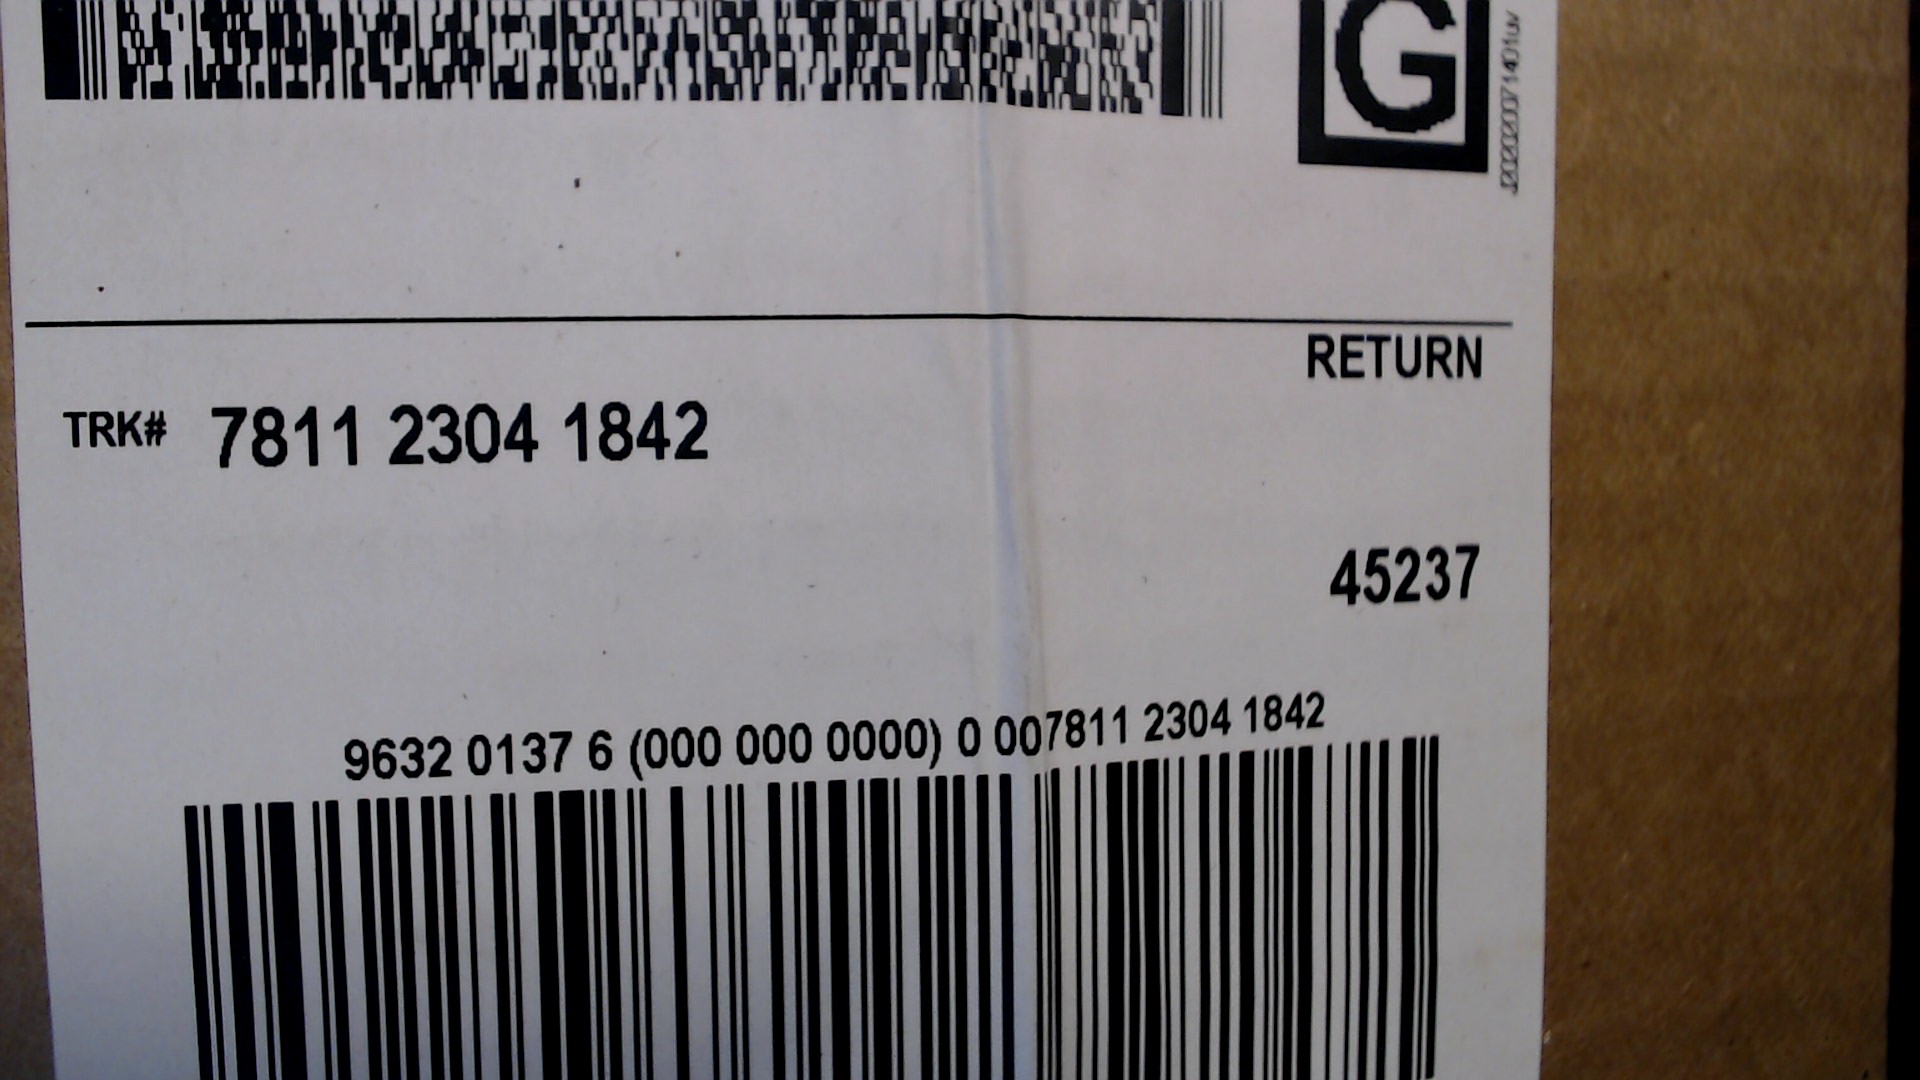 G
RETURN
TRK# 7811 2304 1842
45237
9632 0137 6 (000 000 0000) 0 007811 2304 1842